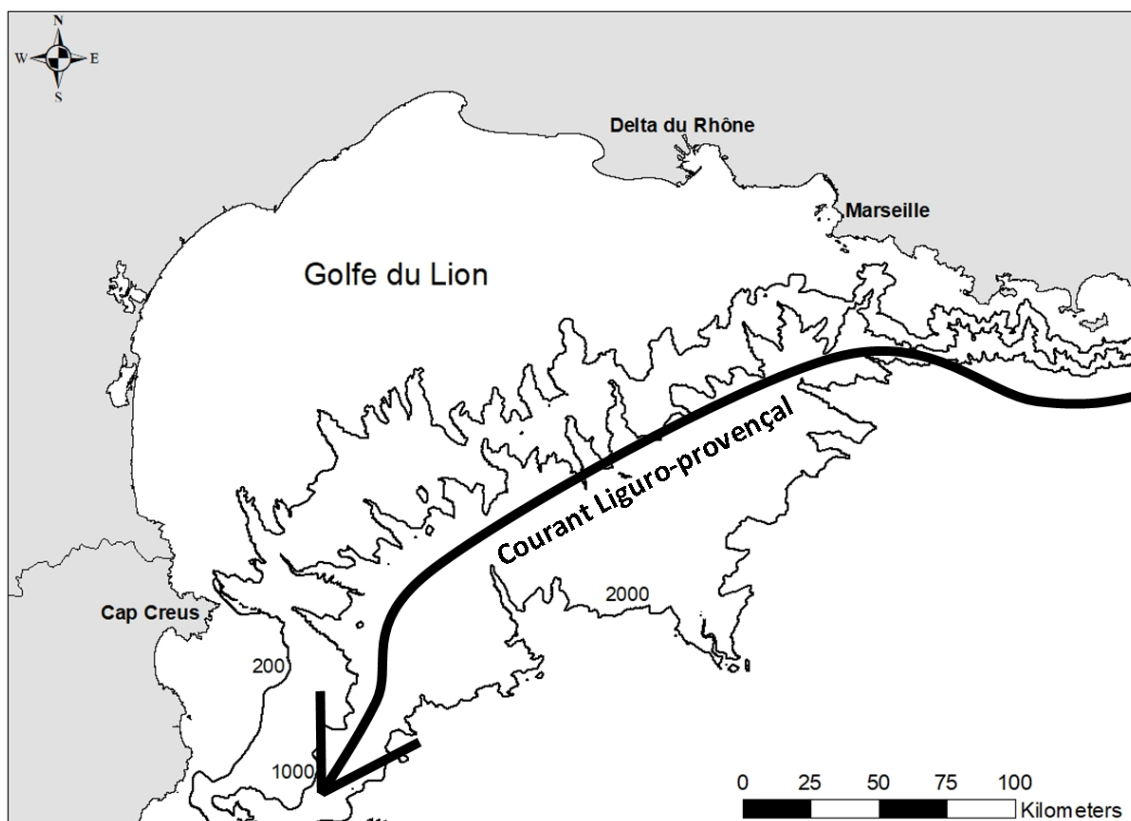 N
W E
S
Delta du Rhône
Marseille
Golfe du Lion
Courant Liguro-provençal
2000
Cap Creus
200
1000
0 25 50 75 100
Kilometers